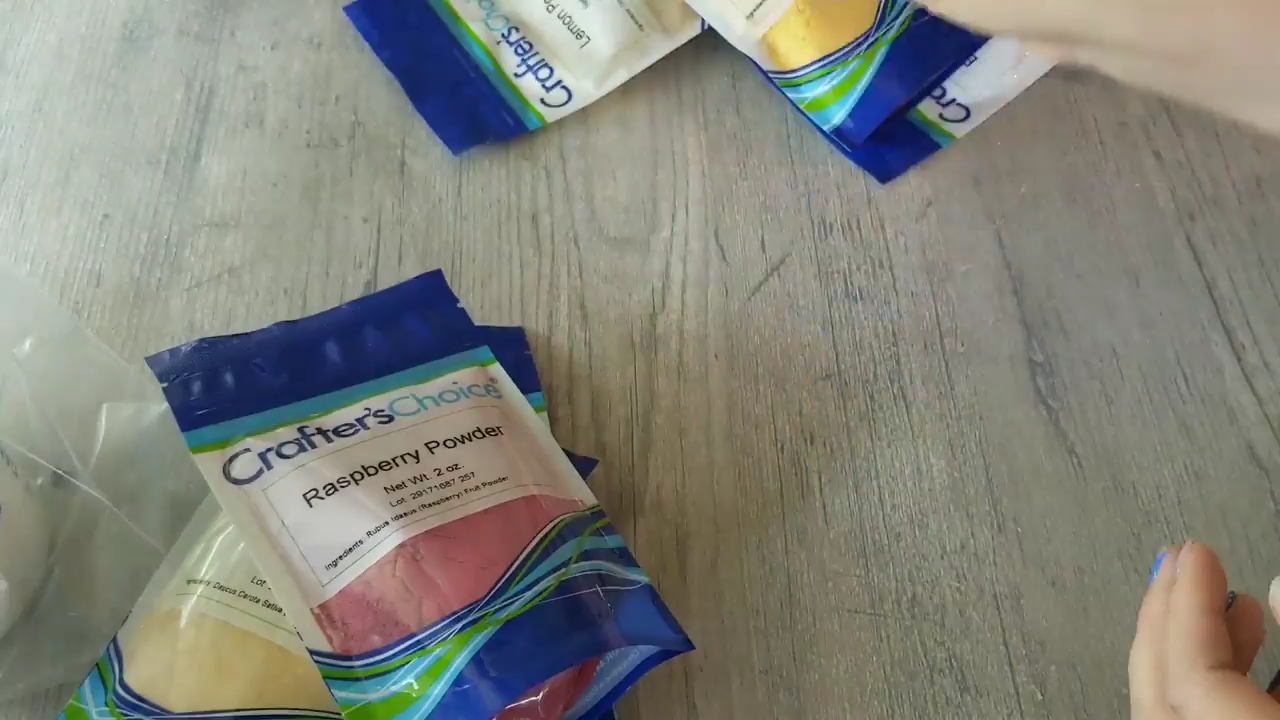 Crafter'sChoice
Lemon
Crafter'sChoice®
Raspberry Powder
Net Wt. 2 oz.
Lot: 29171687 257
Ingredients: Rubus Idaeus (Raspberry) Fruit Powder
Lot
Daucus Carota Sativa